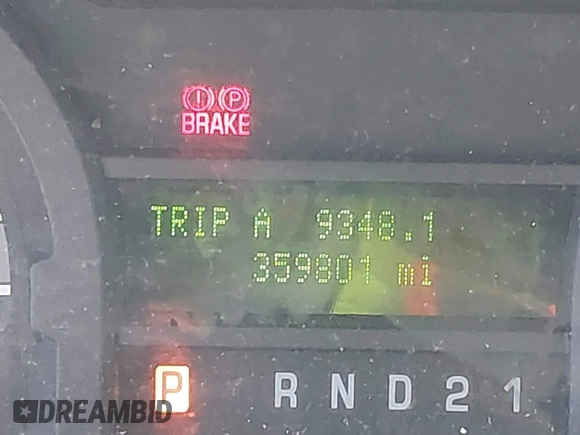 (!) (P)
BRAKE
TRIP A 9348.1
359801 mi
P R N D 2 1
DREAMBID